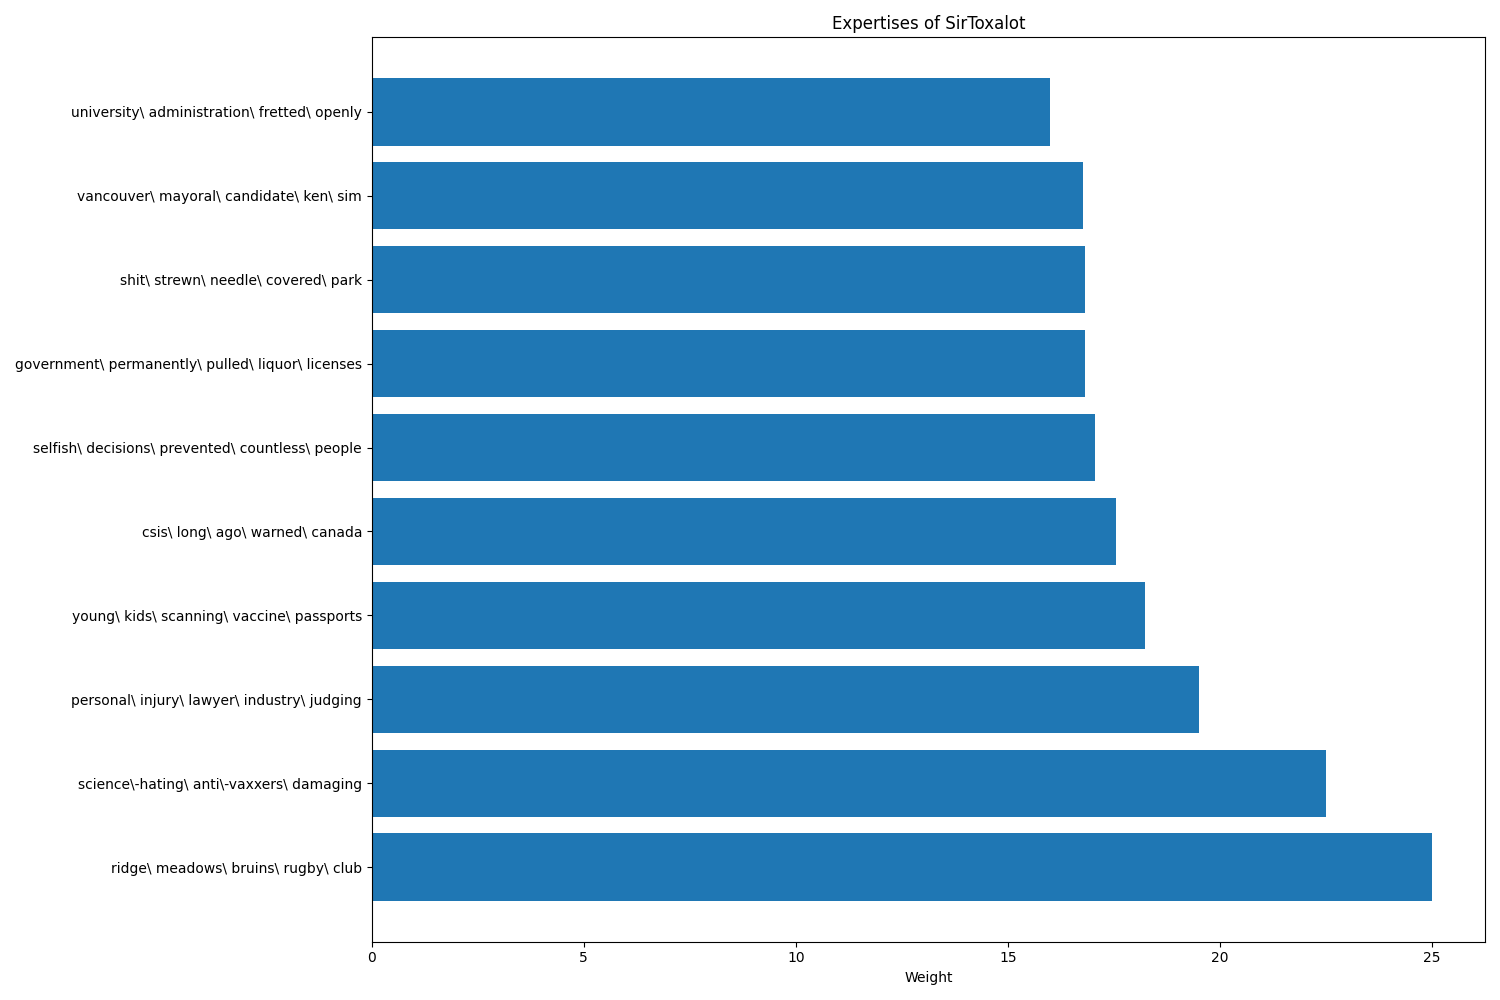 Expertises of SirToxalot
university\ administration\ fretted\ openly
vancouver\ mayoral\ candidate\ ken\ sim
shit\ strewn\ needle\ covered\ park
government\ permanently\ pulled\ liquor\ licenses
selfish\ decisions\ prevented\ countless\ people
csis\ long\ ago\ warned\ canada
young\ kids\ scanning\ vaccine\ passports
personal\ injury\ lawyer\ industry\ judging
science\-hating\ anti\-vaxxers\ damaging
ridge\ meadows\ bruins\ rugby\ club
0 5 10 15 20 25
Weight